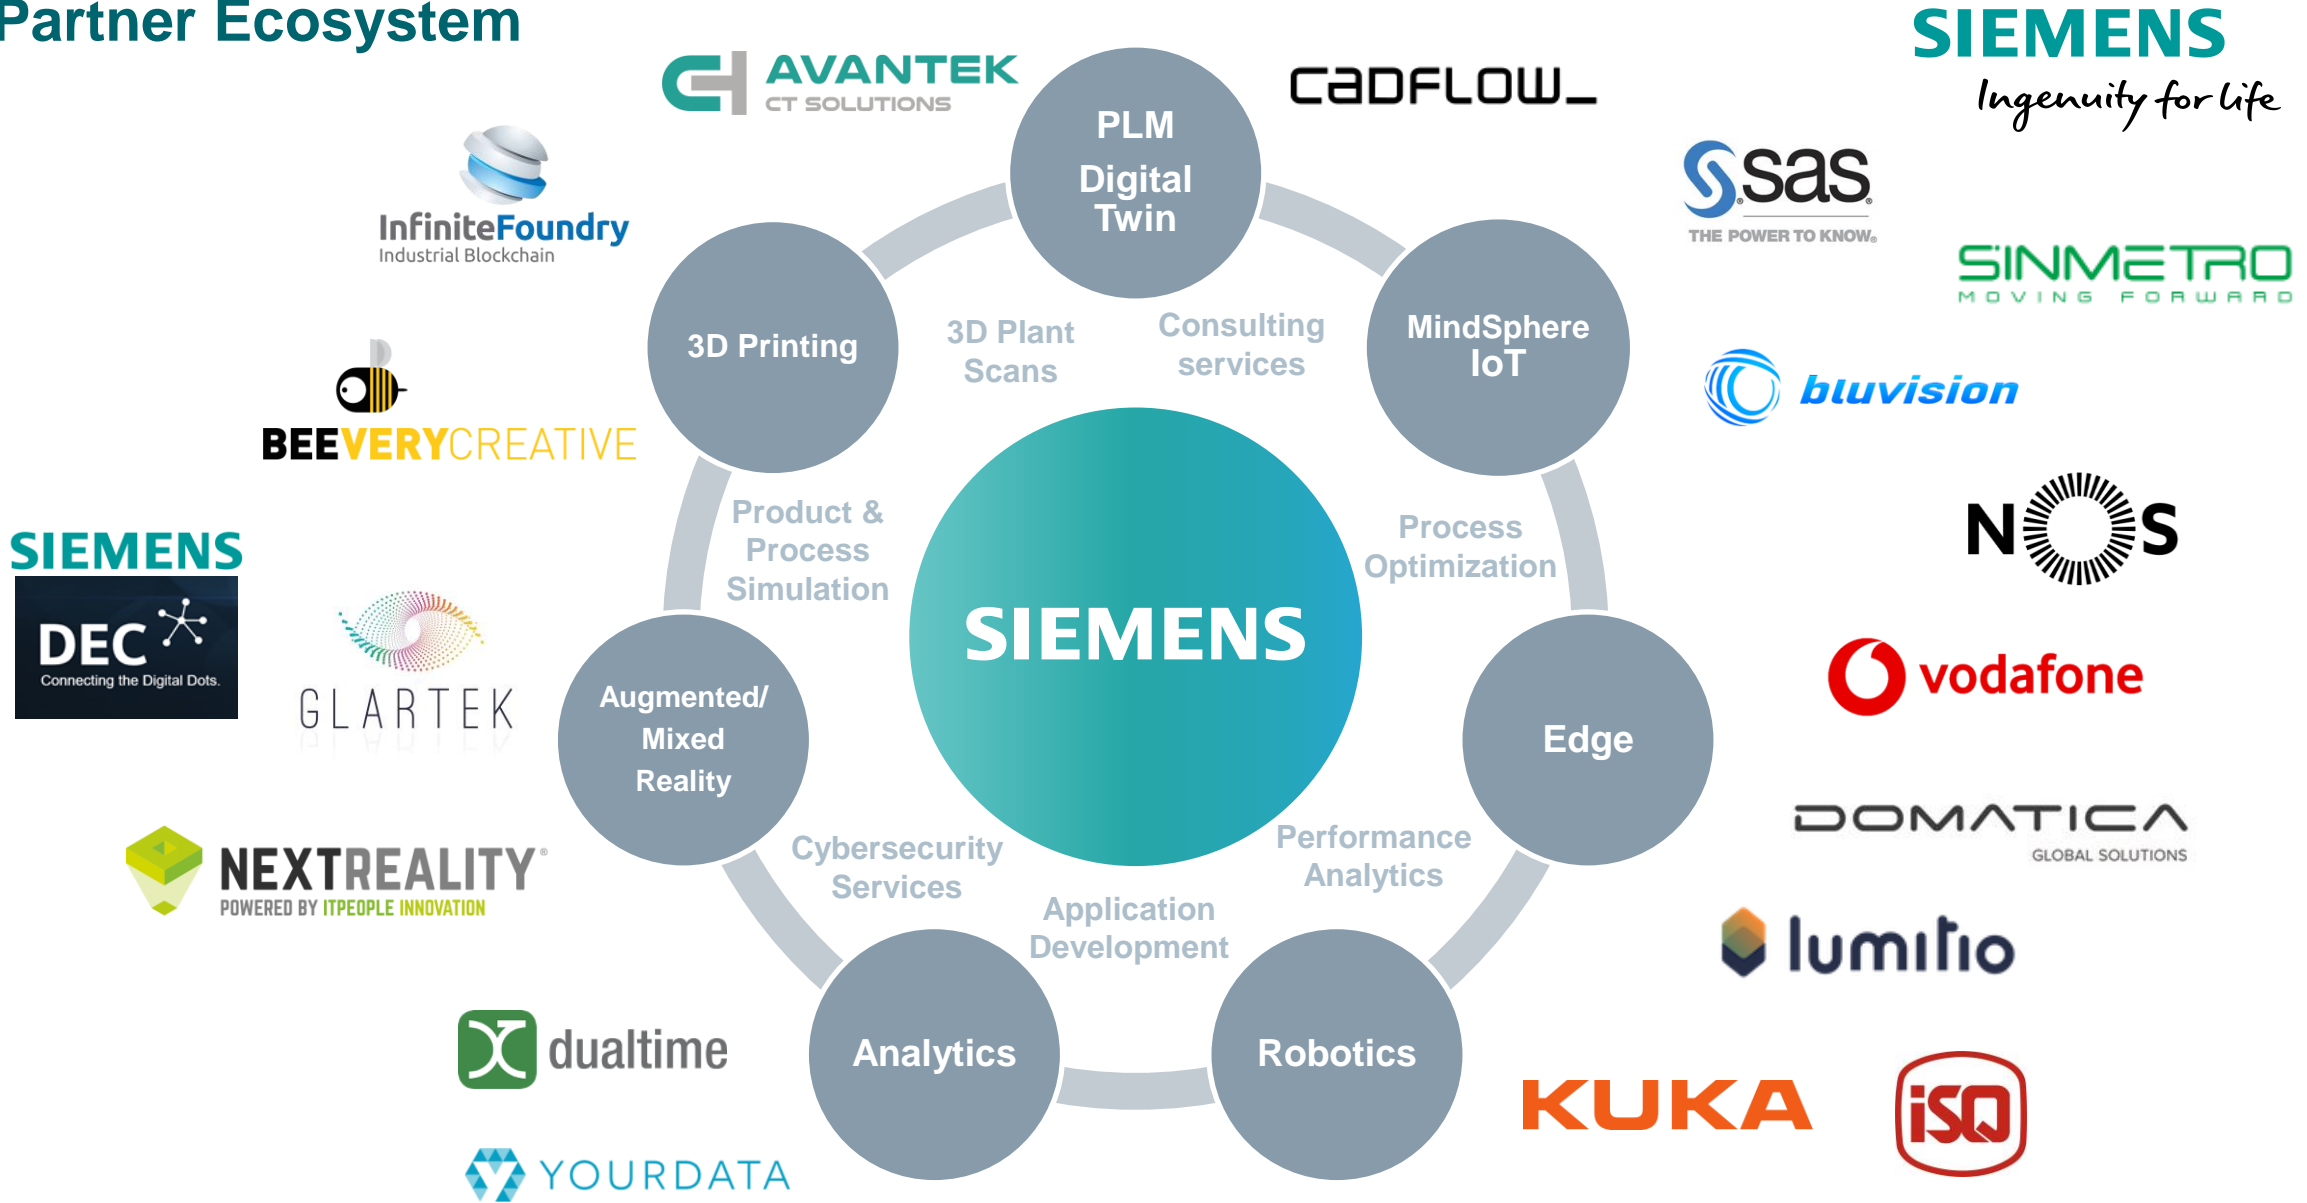 Partner Ecosystem
SIEMENS
Ingenuity for life
AVANTEK
CT SOLUTIONS
CADFLOW_
PLM
Digital
Twin
sas
THE POWER TO KNOW®
InfiniteFoundry
Industrial Blockchain
SINMETRO
MOVING FORWARD
3D Printing
3D Plant
Scans
Consulting
services
MindSphere
IoT
bluvision
BEEVERYCREATIVE
NOS
Product &
Process
Simulation
Process
Optimization
SIEMENS
DEC
Connecting the Digital Dots.
GLARTEK
SIEMENS
vodafone
Augmented/
Mixed
Reality
Edge
DOMATICA
GLOBAL SOLUTIONS
NEXTREALITY®
POWERED BY ITPEOPLE INNOVATION
Cybersecurity
Services
Performance
Analytics
Application
Development
lumitio
dualtime
Analytics
Robotics
KUKA
iSQ
YOURDATA